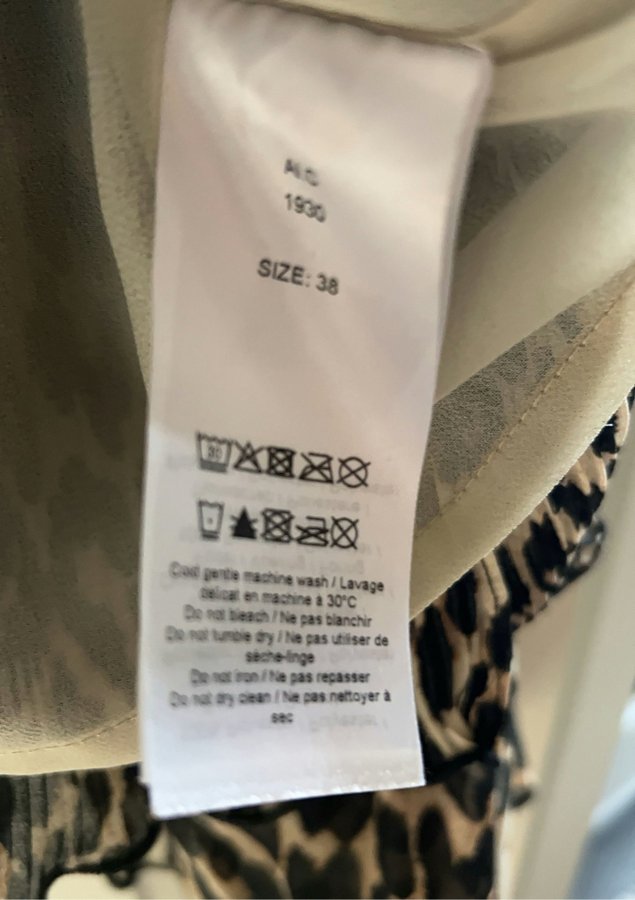 1930
SIZE: 38
30
Cool gentle machine wash / Lavage
délicat en machine à 30°C
Do not bleach / Ne pas blanchir
Do not tumble dry / Ne pas utiliser de
sèche-linge
Do not iron / Ne pas repasser
Do not dry clean / Ne pas nettoyer à
sec